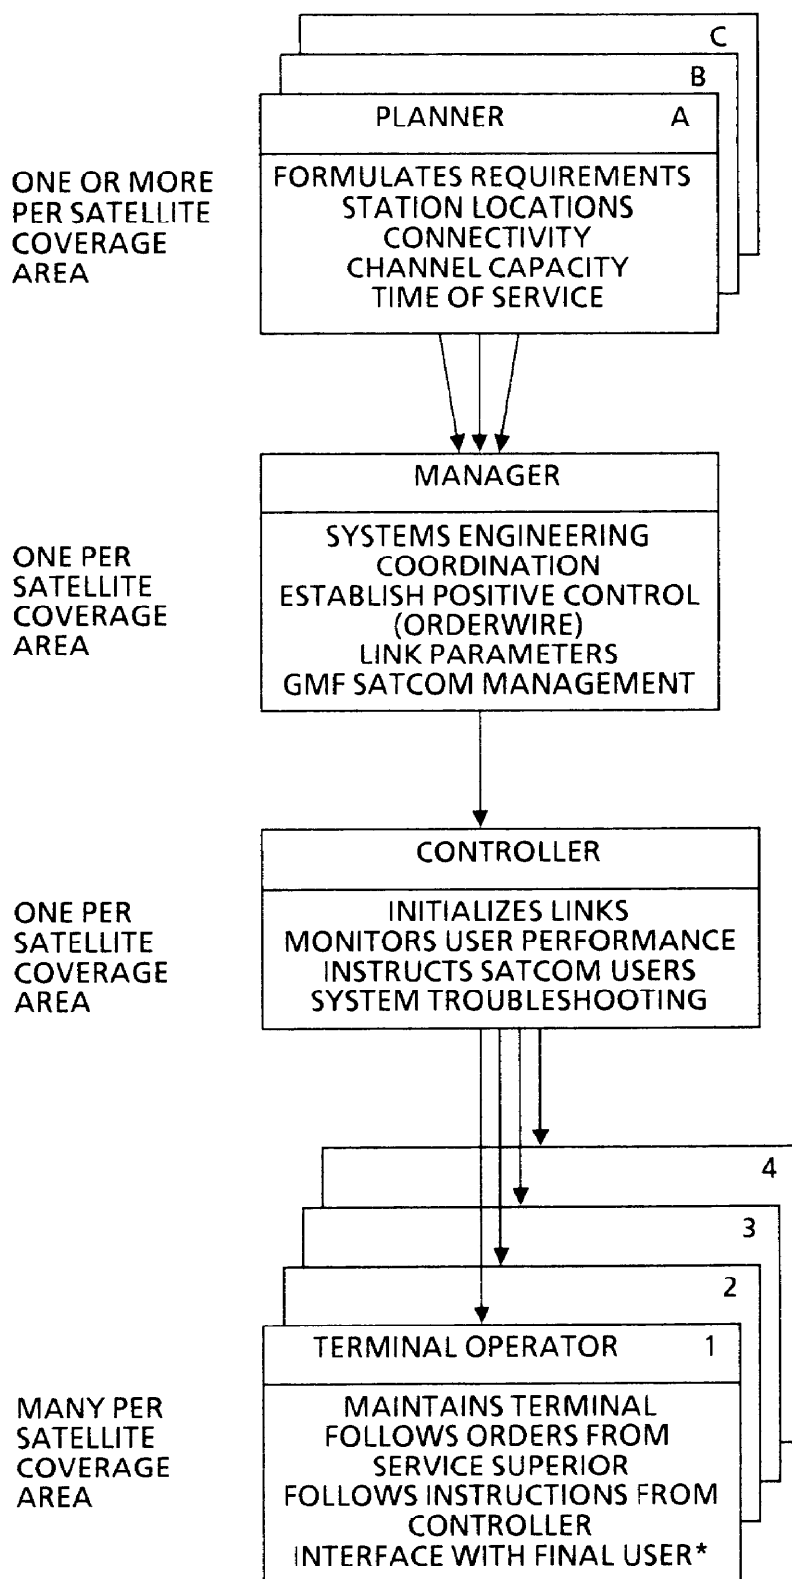 C
B
PLANNER A
ONE OR MORE
PER SATELLITE
COVERAGE
AREA
FORMULATES REQUIREMENTS
STATION LOCATIONS
CONNECTIVITY
CHANNEL CAPACITY
TIME OF SERVICE
MANAGER
ONE PER
SATELLITE
COVERAGE
AREA
SYSTEMS ENGINEERING
COORDINATION
ESTABLISH POSITIVE CONTROL
(ORDERWIRE)
LINK PARAMETERS
GMF SATCOM MANAGEMENT
CONTROLLER
ONE PER
SATELLITE
COVERAGE
AREA
INITIALIZES LINKS
MONITORS USER PERFORMANCE
INSTRUCTS SATCOM USERS
SYSTEM TROUBLESHOOTING
4
3
2
TERMINAL OPERATOR 1
MANY PER
SATELLITE
COVERAGE
AREA
MAINTAINS TERMINAL
FOLLOWS ORDERS FROM
SERVICE SUPERIOR
FOLLOWS INSTRUCTIONS FROM
CONTROLLER
INTERFACE WITH FINAL USER*